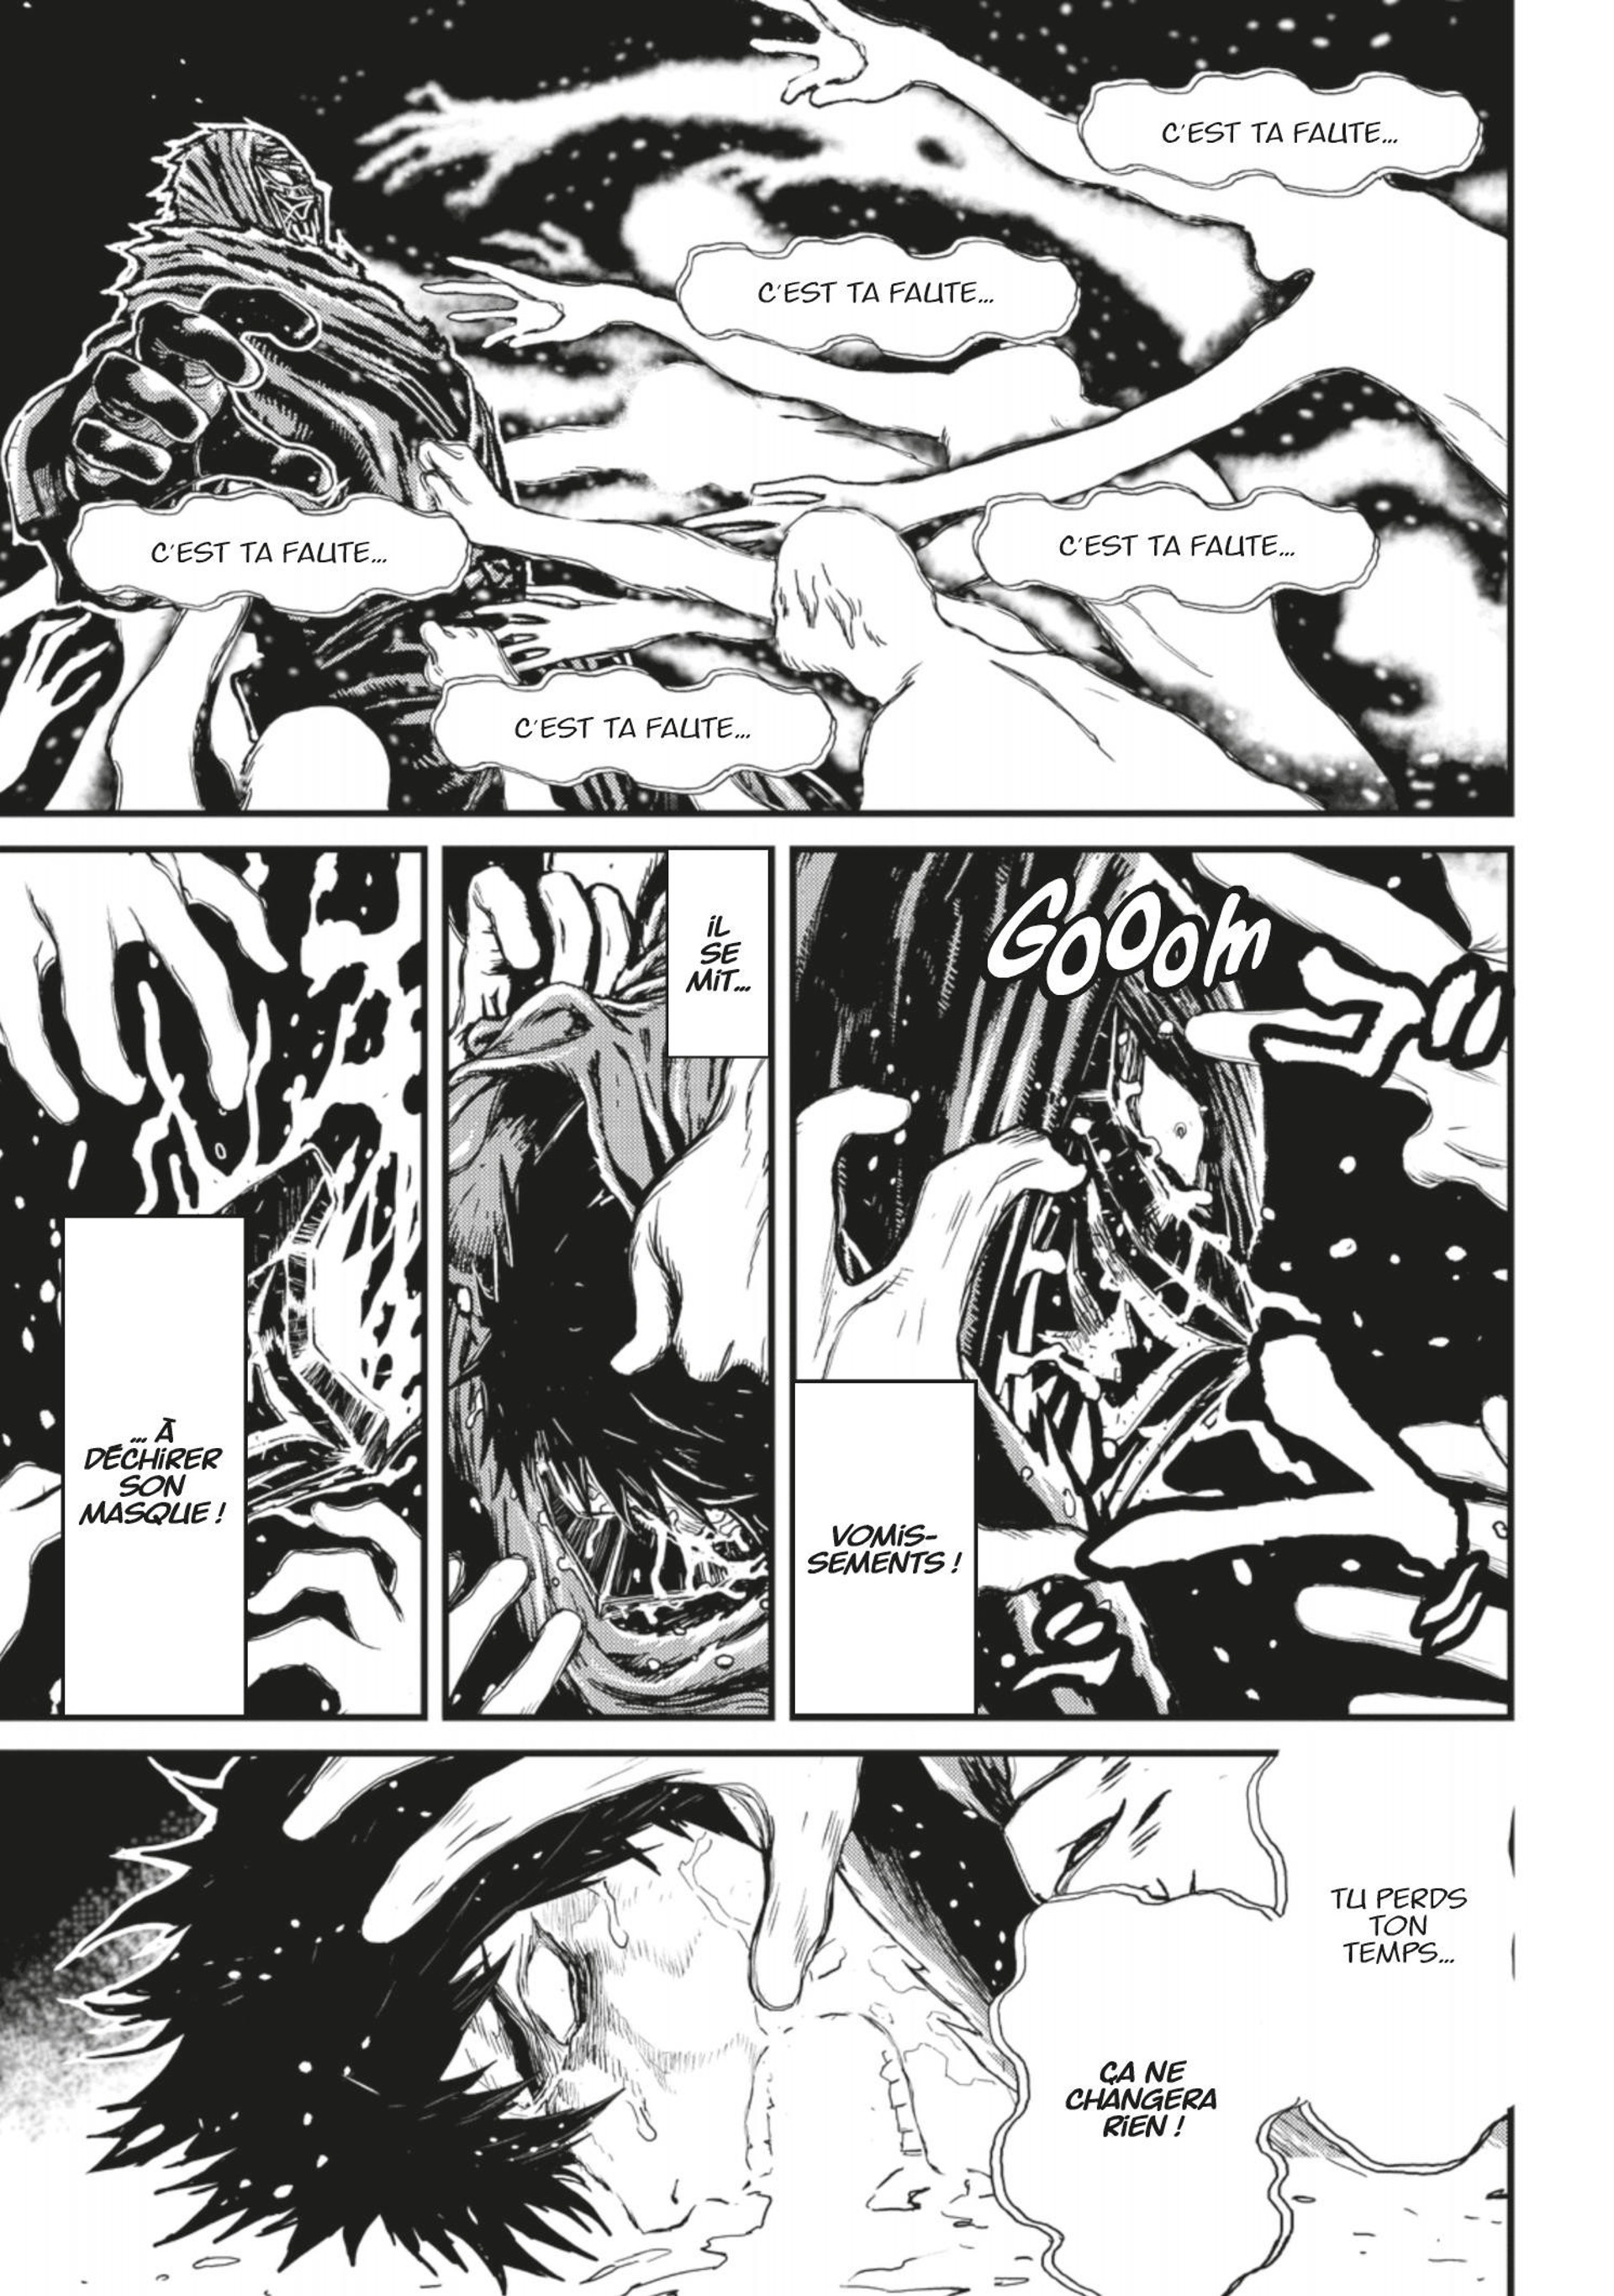 C'EST TA FAUTE...
C'EST TA FAUTE...
C'EST TA FAUTE...
C'EST TA FAUTE...
C'EST TA FAUTE...
GOOOM
VOMIS-
SEMENTS !
IL
SE
MIT...
... À
DÉCHIRER
SON
MASQUE !
TU PERDS
TON
TEMPS...
ÇA NE
CHANGERA
RIEN !